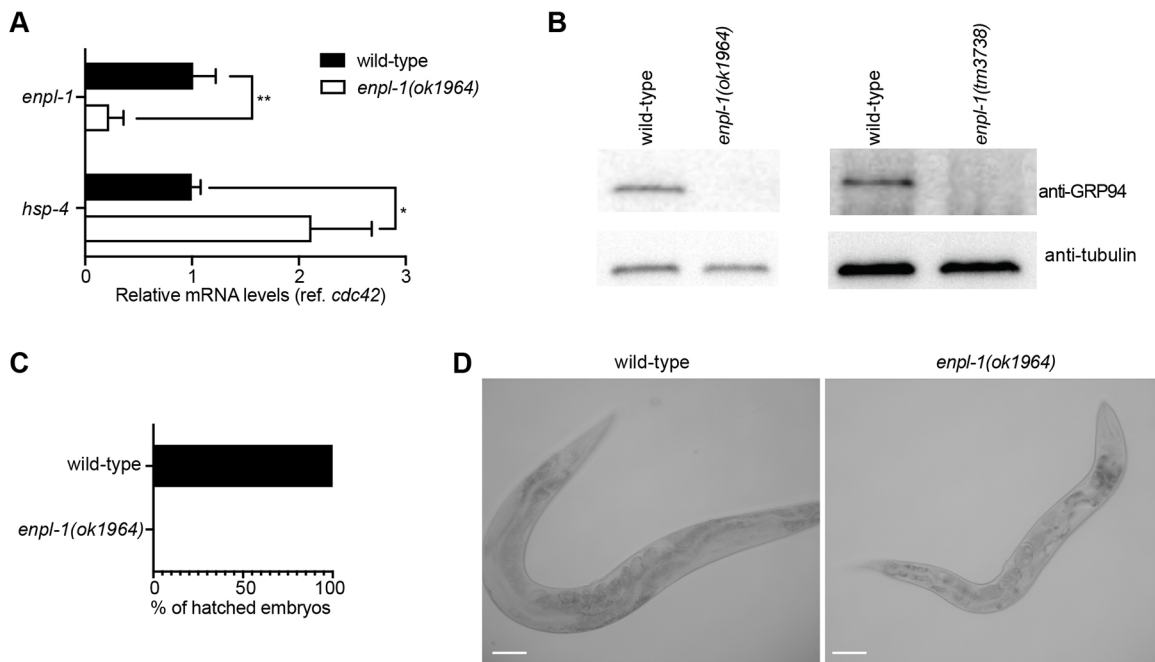 A
wild-type
enpl-1(ok1964)
enpl-1
**
hsp-4
*
0 1 2 3
Relative mRNA levels (ref. cdc42)
B
wild-type
enpl-1(ok1964)
wild-type
enpl-1(tm3738)
anti-GRP94
anti-tubulin
C
wild-type
enpl-1(ok1964)
0 50 100
% of hatched embryos
D
wild-type
enpl-1(ok1964)